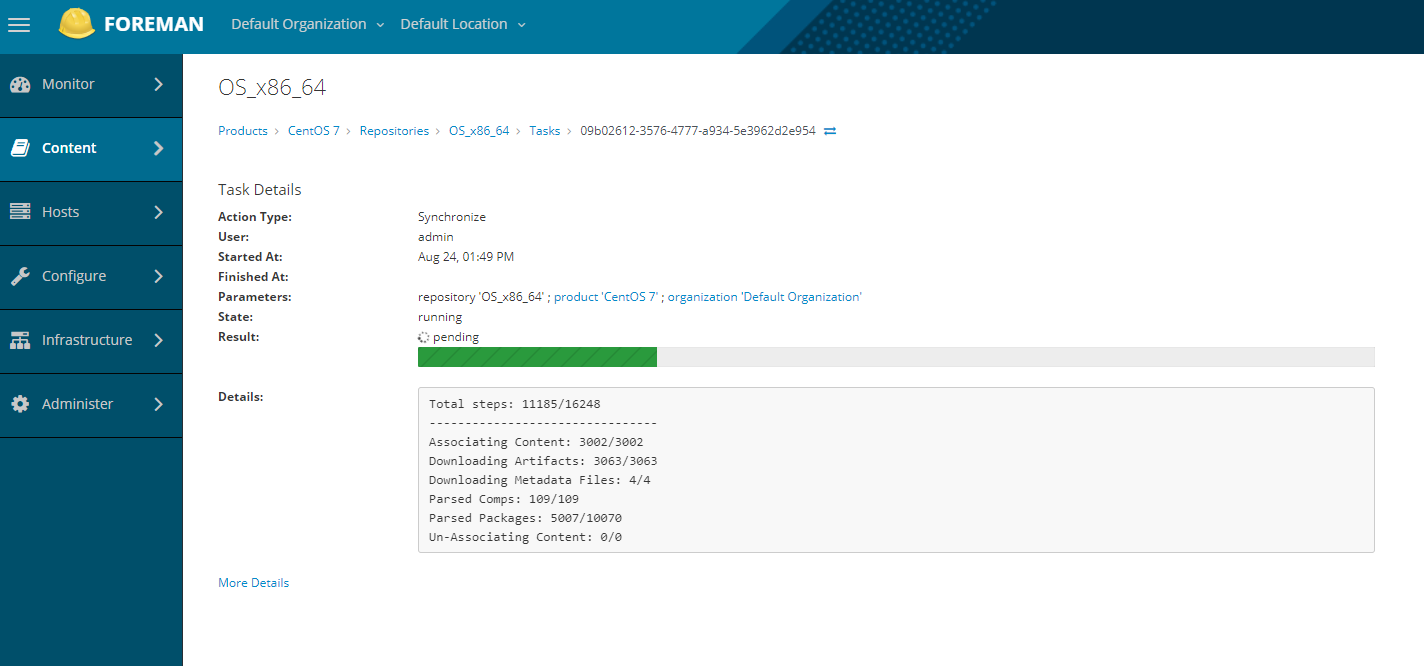 FOREMAN Default Organization Default Location
Monitor
Content
Hosts
Configure
Infrastructure
Administer
OS_x86_64
Products > CentOS 7 > Repositories > OS_x86_64 > Tasks > 09b02612-3576-4777-a934-5e3962d2e954
Task Details
Action Type: Synchronize
User: admin
Started At: Aug 24, 01:49 PM
Finished At:
Parameters: repository 'OS_x86_64' ; product 'CentOS 7' ; organization 'Default Organization'
State: running
Result: pending
Details:
Total steps: 11185/16248
--------------------------------
Associating Content: 3002/3002
Downloading Artifacts: 3063/3063
Downloading Metadata Files: 4/4
Parsed Comps: 109/109
Parsed Packages: 5007/10070
Un-Associating Content: 0/0
More Details